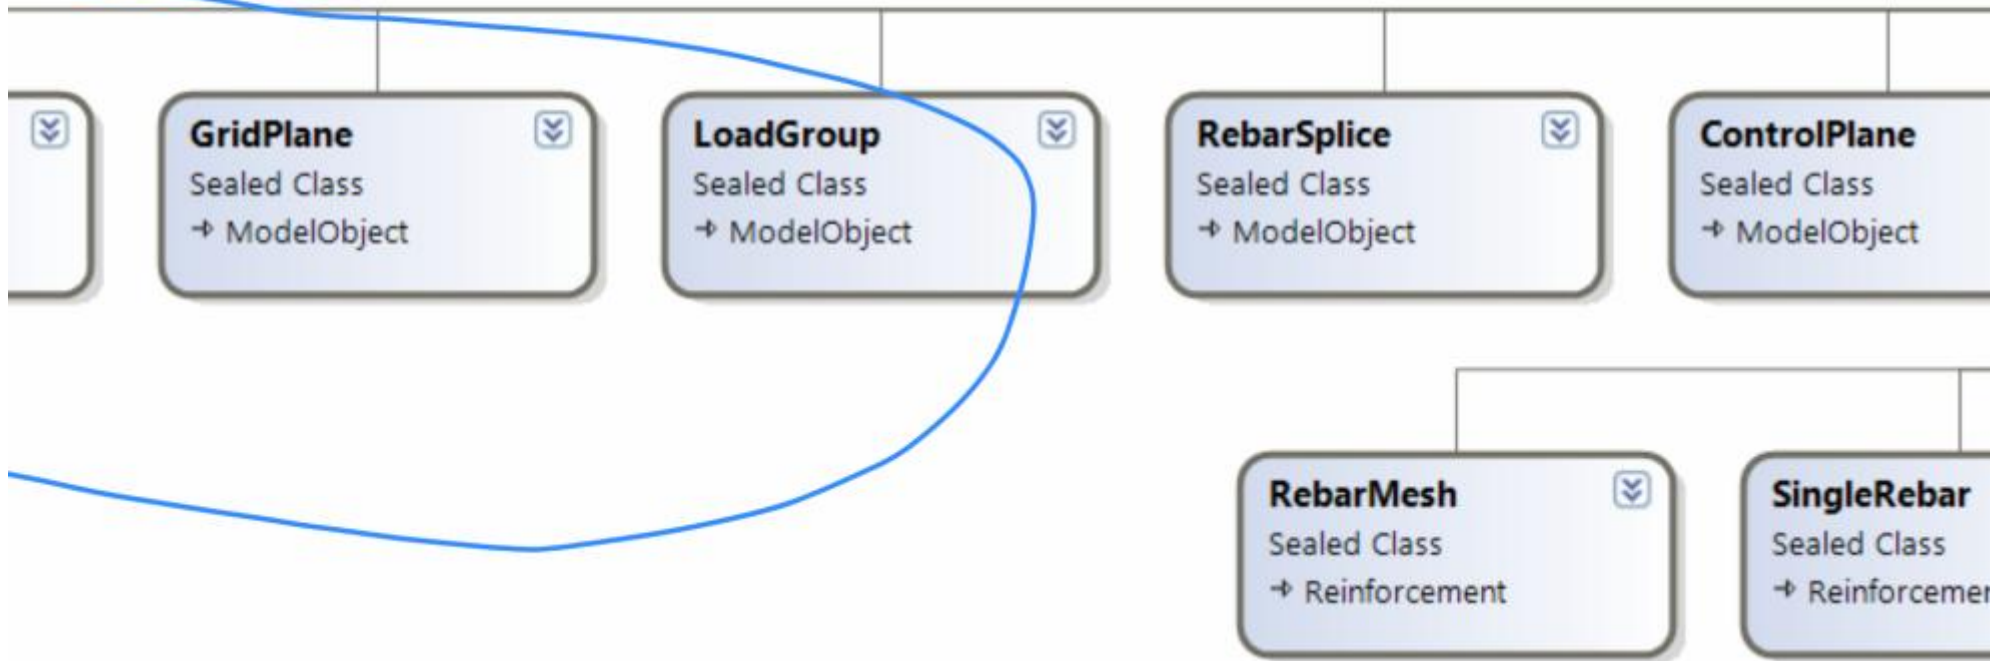 GridPlane
Sealed Class
ModelObject
LoadGroup
Sealed Class
ModelObject
RebarSplice
Sealed Class
ModelObject
ControlPlane
Sealed Class
ModelObject
RebarMesh
Sealed Class
Reinforcement
SingleRebar
Sealed Class